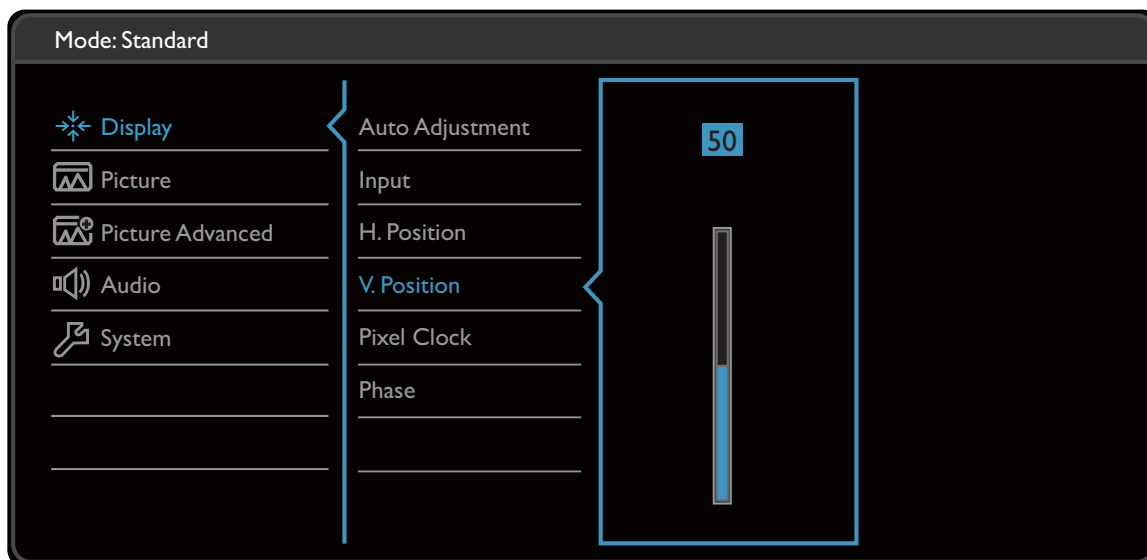 Mode: Standard
Display
Picture
Picture Advanced
Audio
System
Auto Adjustment
Input
H. Position
V. Position
Pixel Clock
Phase
50